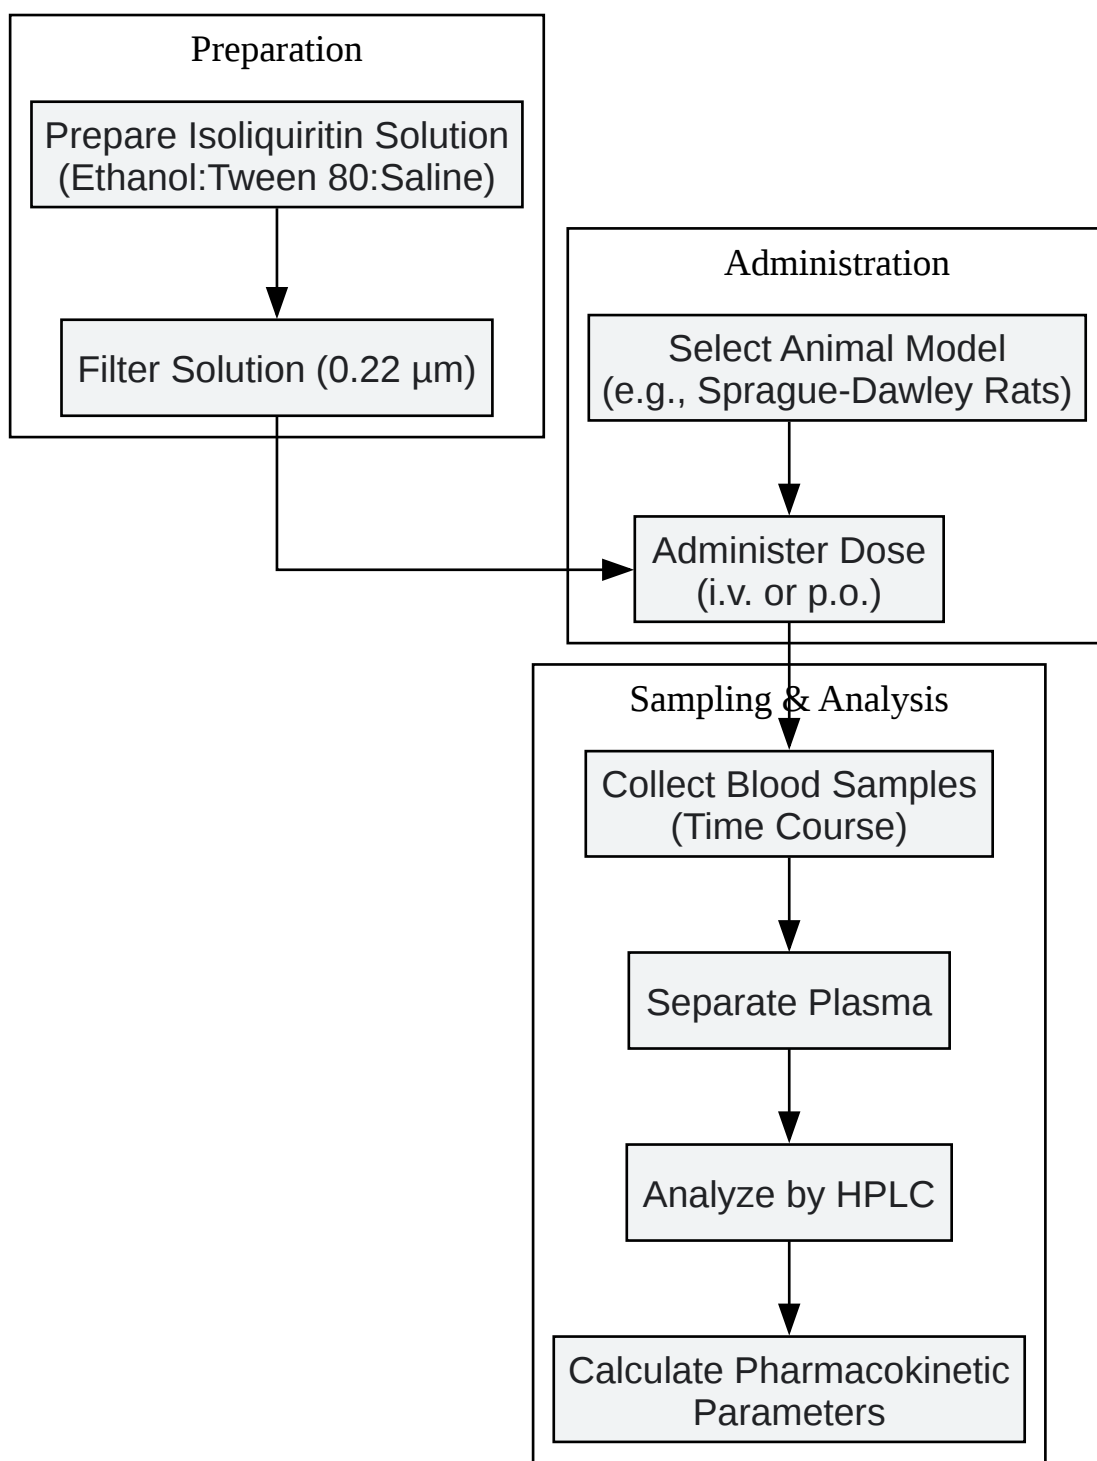 Preparation
Prepare Isoliquiritin Solution
(Ethanol:Tween 80:Saline)
Filter Solution (0.22 µm)
Administration
Select Animal Model
(e.g., Sprague-Dawley Rats)
Administer Dose
(i.v. or p.o.)
Sampling & Analysis
Collect Blood Samples
(Time Course)
Separate Plasma
Analyze by HPLC
Calculate Pharmacokinetic
Parameters